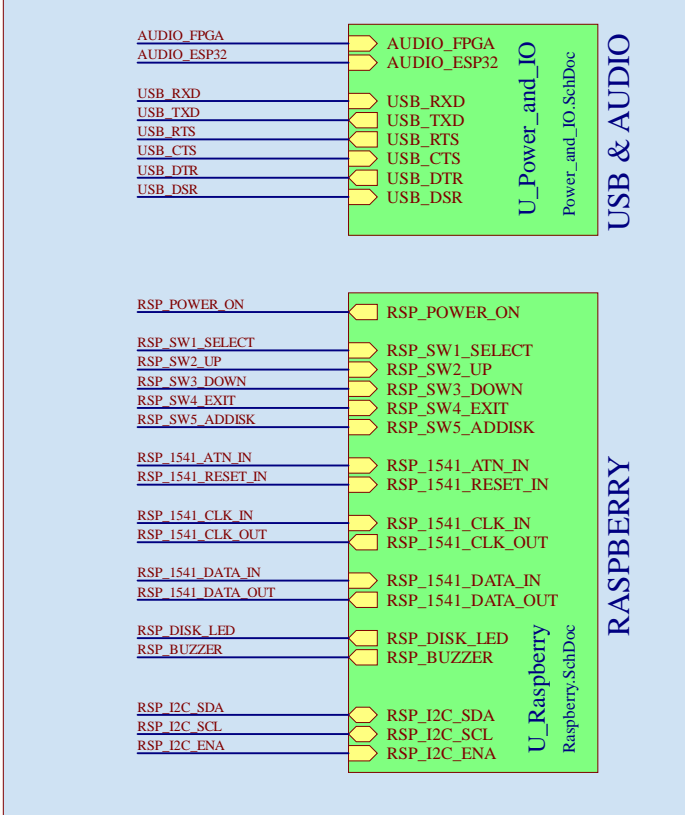 AUDIO_FPGA
AUDIO_FPGA
AUDIO_ESP32
AUDIO_ESP32
USB_RXD
USB_RXD
USB_TXD
USB_TXD
USB_RTS
USB_RTS
USB_CTS
USB_CTS
USB_DTR
USB_DTR
USB_DSR
USB_DSR
U_Power_and_IO
Power_and_IO.SchDoc
USB & AUDIO
RSP_POWER_ON
RSP_POWER_ON
RSP_SW1_SELECT
RSP_SW1_SELECT
RSP_SW2_UP
RSP_SW2_UP
RSP_SW3_DOWN
RSP_SW3_DOWN
RSP_SW4_EXIT
RSP_SW4_EXIT
RSP_SW5_ADDISK
RSP_SW5_ADDISK
RSP_1541_ATN_IN
RSP_1541_ATN_IN
RSP_1541_RESET_IN
RSP_1541_RESET_IN
RSP_1541_CLK_IN
RSP_1541_CLK_IN
RSP_1541_CLK_OUT
RSP_1541_CLK_OUT
RSP_1541_DATA_IN
RSP_1541_DATA_IN
RSP_1541_DATA_OUT
RSP_1541_DATA_OUT
RSP_DISK_LED
RSP_DISK_LED
RSP_BUZZER
RSP_BUZZER
RSP_I2C_SDA
RSP_I2C_SDA
RSP_I2C_SCL
RSP_I2C_SCL
RSP_I2C_ENA
RSP_I2C_ENA
U_Raspberry
Raspberry.SchDoc
RASPBERRY